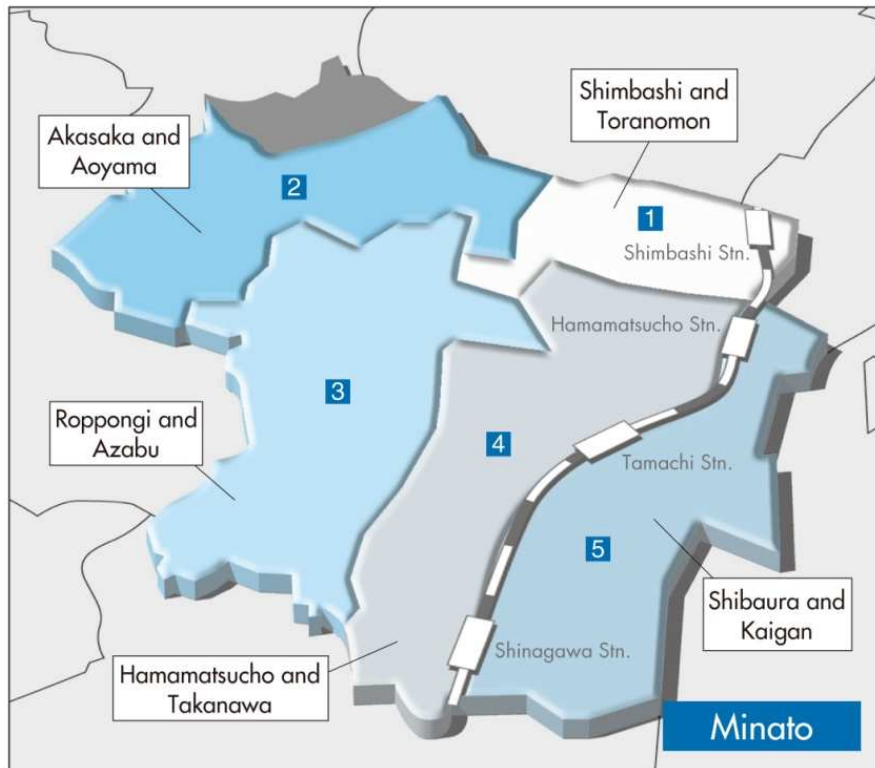 Shimbashi and
Toranomon
Akasaka and
Aoyama
2
1
Shimbashi Stn.
Hamamatsucho Stn.
3
Roppongi and
Azabu
4
Tamachi Stn.
5
Shibaura and
Kaigan
Shinagawa Stn.
Hamamatsucho and
Takanawa
Minato